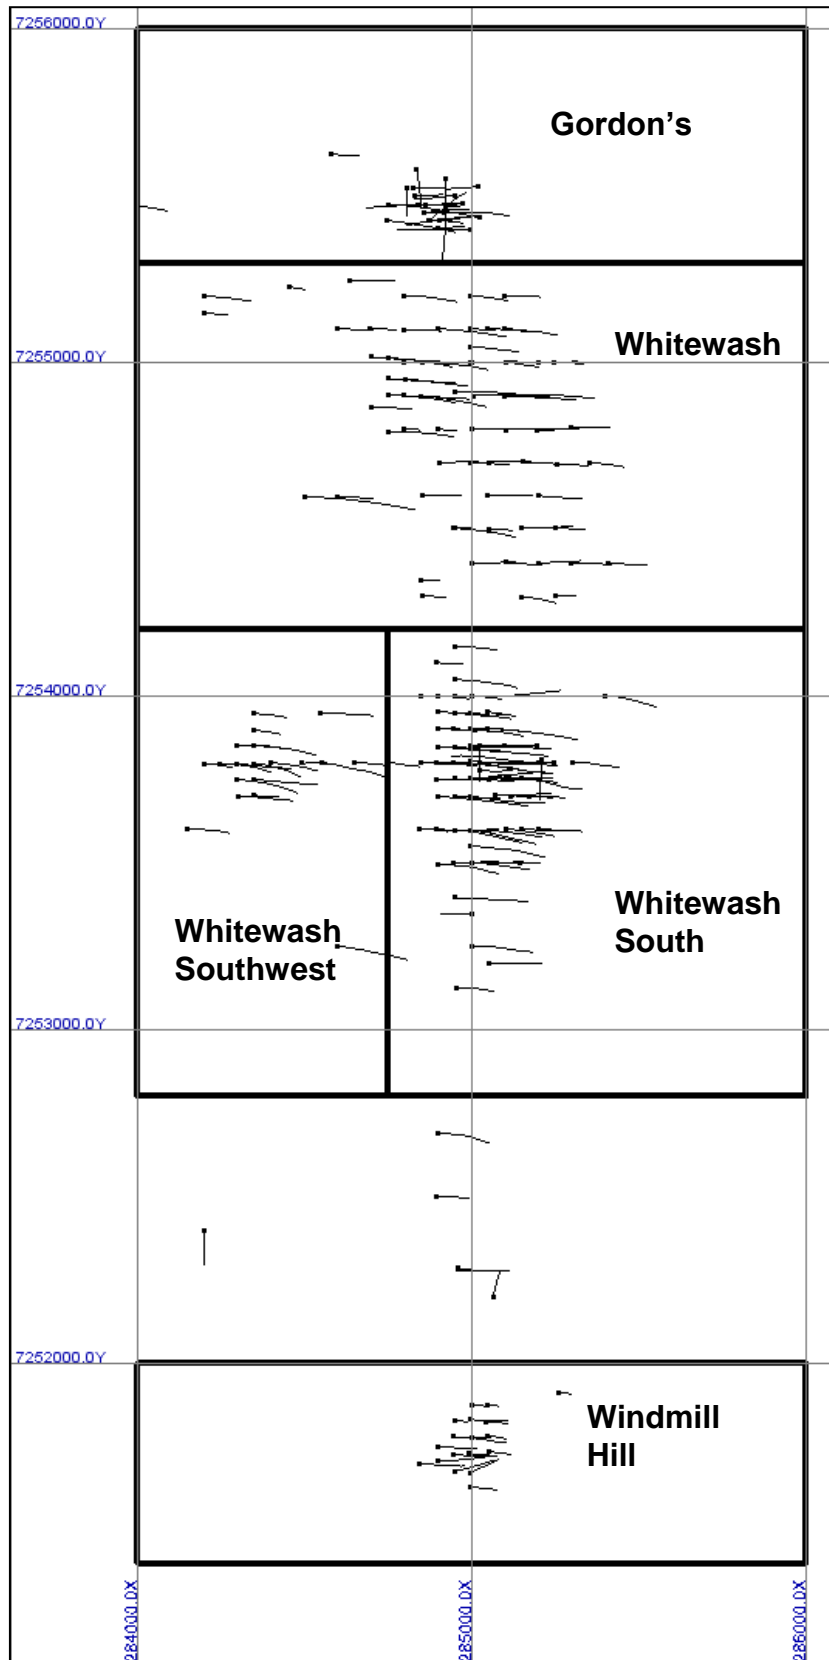 7256000.0Y
Gordon’s
Whitewash
7255000.0Y
7254000.0Y
Whitewash
Southwest
Whitewash
South
7253000.0Y
7252000.0Y
Windmill
Hill
284000.0X
285000.0X
286000.0X